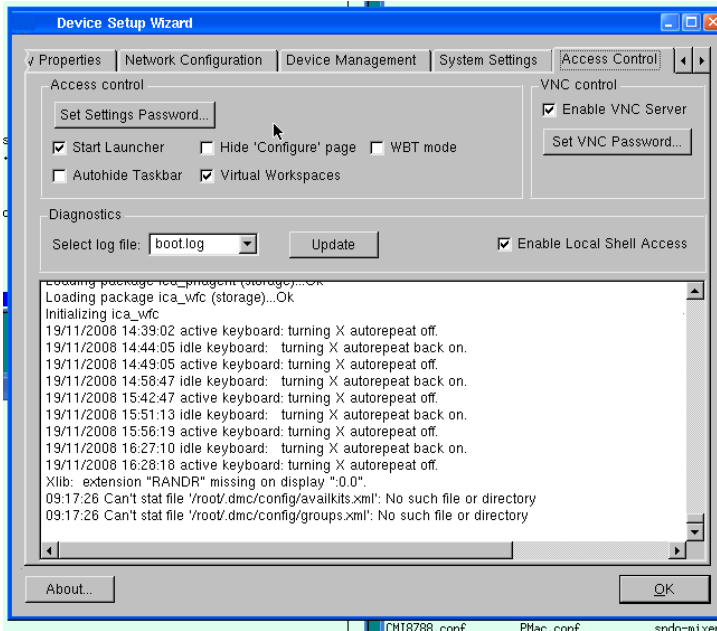 Device Setup Wizard
Properties Network Configuration Device Management System Settings Access Control
Access control
VNC control
Set Settings Password...
Enable VNC Server
Set VNC Password...
Start Launcher Hide 'Configure' page WBT mode
Autohide Taskbar Virtual Workspaces
Diagnostics
Select log file: boot.log Update Enable Local Shell Access
Loading package ica_pnagent (storage)...Ok
Loading package ica_wfc (storage)...Ok
Initializing ica_wfc
19/11/2008 14:39:02 active keyboard: turning X autorepeat off.
19/11/2008 14:44:05 idle keyboard: turning X autorepeat back on.
19/11/2008 14:49:05 active keyboard: turning X autorepeat off.
19/11/2008 14:58:47 idle keyboard: turning X autorepeat back on.
19/11/2008 15:42:47 active keyboard: turning X autorepeat off.
19/11/2008 15:51:13 idle keyboard: turning X autorepeat back on.
19/11/2008 15:56:19 active keyboard: turning X autorepeat off.
19/11/2008 16:27:10 idle keyboard: turning X autorepeat back on.
19/11/2008 16:28:18 active keyboard: turning X autorepeat off.
Xlib: extension "RANDR" missing on display ":0.0".
09:17:26 Can't stat file '/root/.dmc/config/availkits.xml': No such file or directory
09:17:26 Can't stat file '/root/.dmc/config/groups.xml': No such file or directory
About... OK
CMI8788.conf PMac.conf